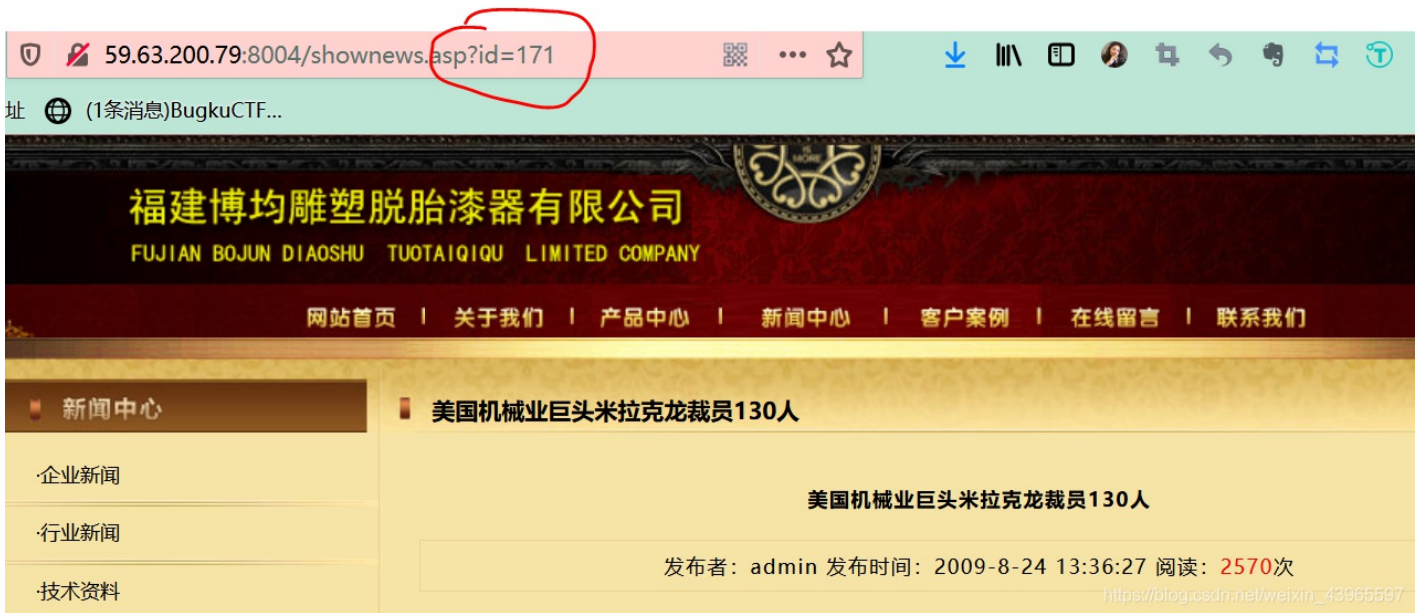 59.63.200.79:8004/shownews.asp?id=171
址 (1条消息)BugkuCTF...
IS
MORE
福建博均雕塑脱胎漆器有限公司
FUJIAN BOJUN DIAOSHU TUOTAIQIQU LIMITED COMPANY
网站首页 | 关于我们 | 产品中心 | 新闻中心 | 客户案例 | 在线留言 | 联系我们
新闻中心
美国机械业巨头米拉克龙裁员130人
·企业新闻
美国机械业巨头米拉克龙裁员130人
·行业新闻
发布者：admin 发布时间：2009-8-24 13:36:27 阅读：2570次
·技术资料
https://blog.csdn.net/weixin_43965597